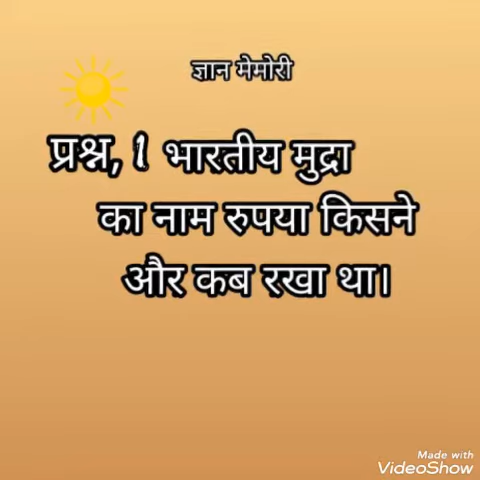 ज्ञान मेमोरी
प्रश्न, 1 भारतीय मुद्रा
का नाम रुपया किसने
और कब रखा था।
Made with
VideoShow